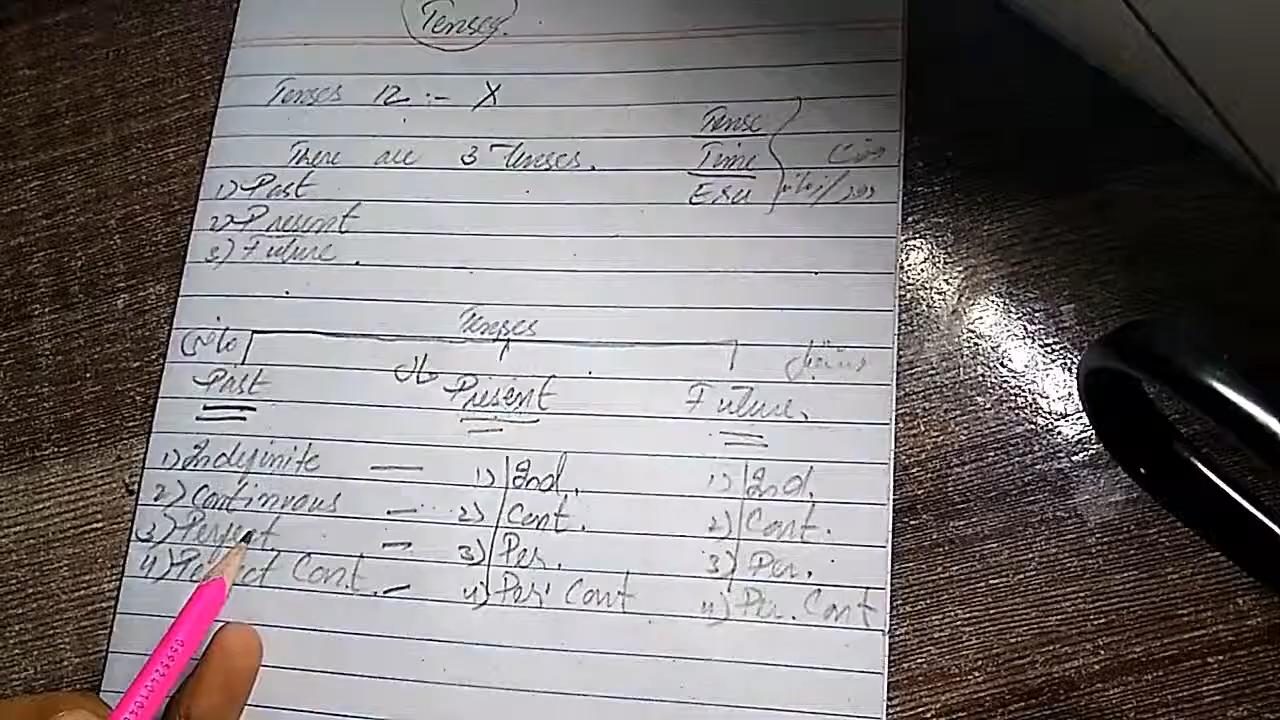 Tenses.
Tenses 12 :- X
There are 3 Tenses.
1) Past
2) Present
3) Future.
Tense
Time
Tenses
Past Present Future.
1) Indefinite — 1) Ind. 1) Ind.
2) Continuous — 2) Cont. 2) Cont.
3) Perfect — 3) Per. 3) Per.
4) Perfect Cont. — 4) Per. Cont 4) Per. Cont